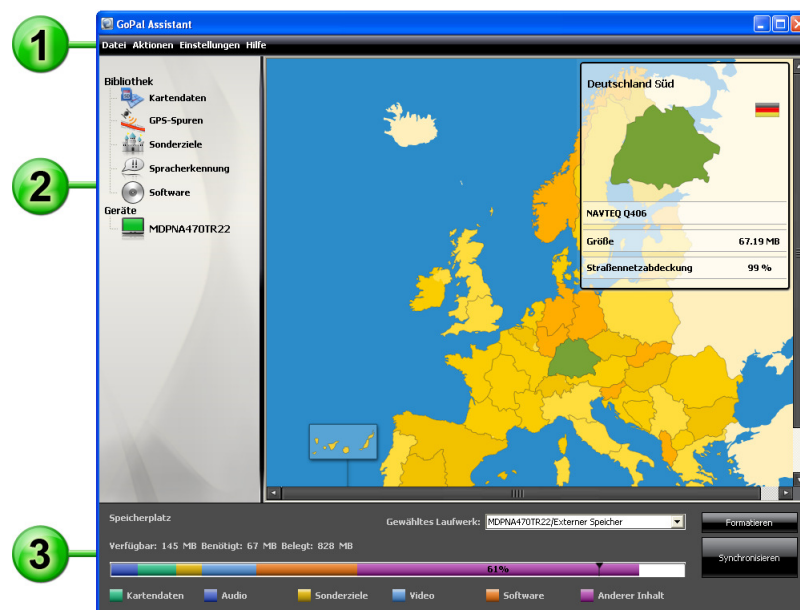 GoPal Assistant
1
Datei Aktionen Einstellungen Hilfe
2
Bibliothek
Kartendaten
GPS-Spuren
Sonderziele
Spracherkennung
Software
Geräte
MDPNA470TR22
Deutschland Süd
NAVTEQ Q406
Größe 67.19 MB
Straßennetzabdeckung 99 %
3
Speicherplatz
Gewähltes Laufwerk: MDPNA470TR22/Externer Speicher
Formatieren
Verfügbar: 145 MB Benötigt: 67 MB Belegt: 828 MB
Synchronisieren
61%
Kartendaten Audio Sonderziele Video Software Anderer Inhalt